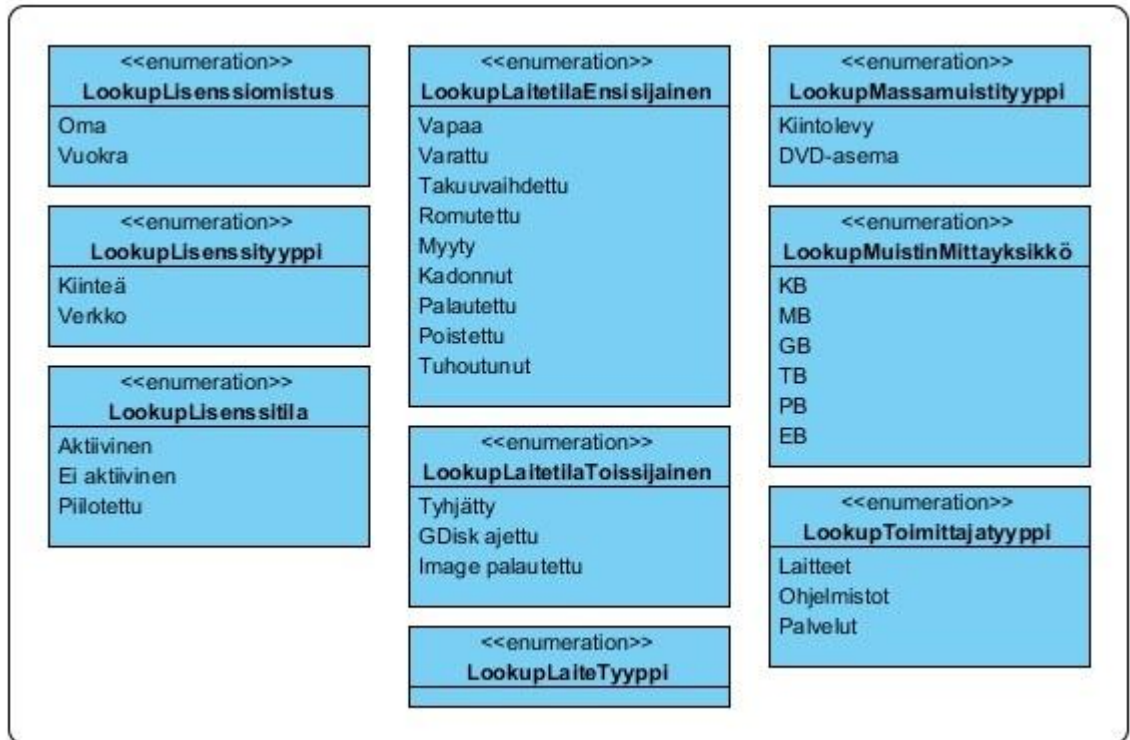 <<enumeration>>
LookupLisenssiomistus
Oma
Vuokra
<<enumeration>>
LookupLisenssityyppi
Kiinteä
Verkko
<<enumeration>>
LookupLisenssitila
Aktiivinen
Ei aktiivinen
Piilotettu
<<enumeration>>
LookupLaitetilaEnsisijainen
Vapaa
Varattu
Takuuvaihdettu
Romutettu
Myyty
Kadonnut
Palautettu
Poistettu
Tuhoutunut
<<enumeration>>
LookupLaitetilaToissijainen
Tyhjätty
GDisk ajettu
Image palautettu
<<enumeration>>
LookupLaiteTyyppi
<<enumeration>>
LookupMassamuistityyppi
Kiintolevy
DVD-asema
<<enumeration>>
LookupMuistinMittayksikkö
KB
MB
GB
TB
PB
EB
<<enumeration>>
LookupToimittajatyyppi
Laitteet
Ohjelmistot
Palvelut